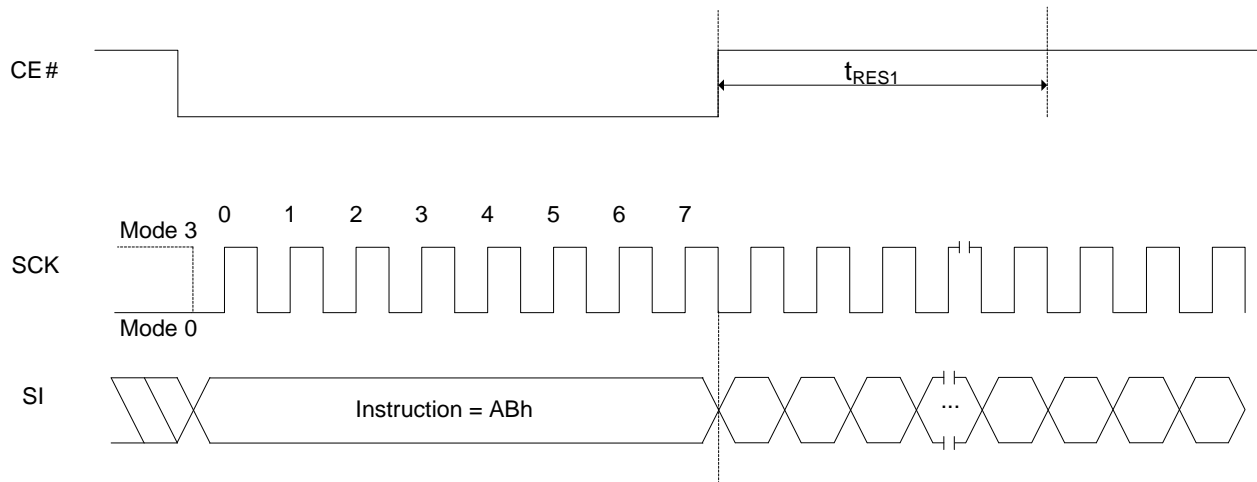 CE#
tRES1
0 1 2 3 4 5 6 7
Mode 3
SCK
Mode 0
SI
Instruction = ABh
...